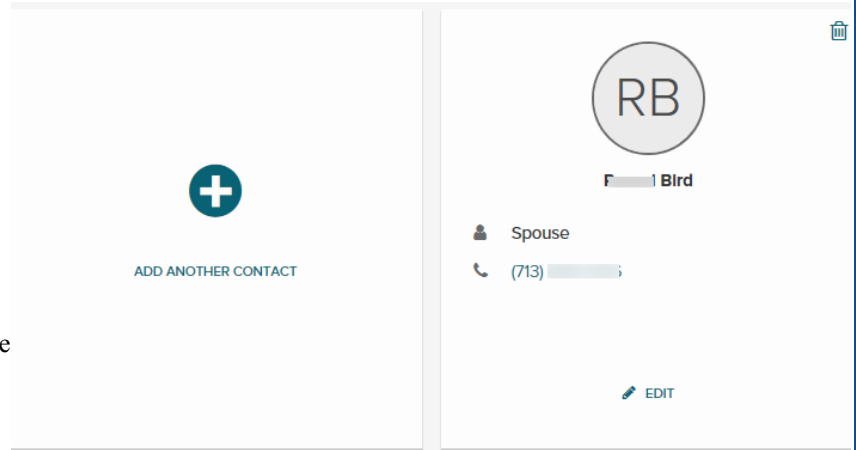 RB
Bird
Spouse
(713)
ADD ANOTHER CONTACT
e
EDIT